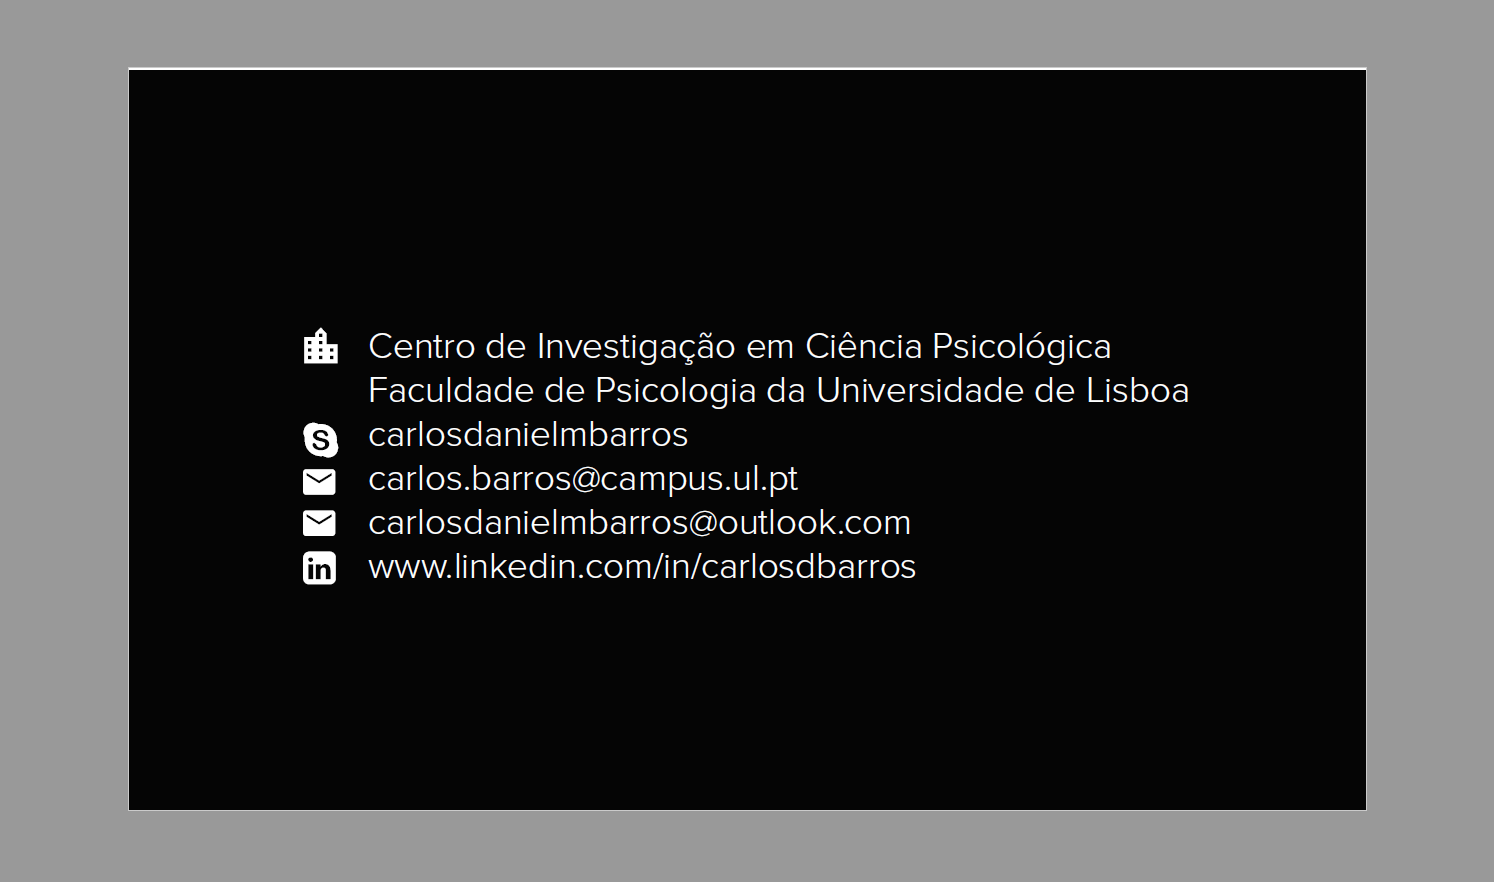 Centro de Investigação em Ciência Psicológica
Faculdade de Psicologia da Universidade de Lisboa
carlosdanielmbarros
carlos.barros@campus.ul.pt
carlosdanielmbarros@outlook.com
www.linkedin.com/in/carlosdbarros